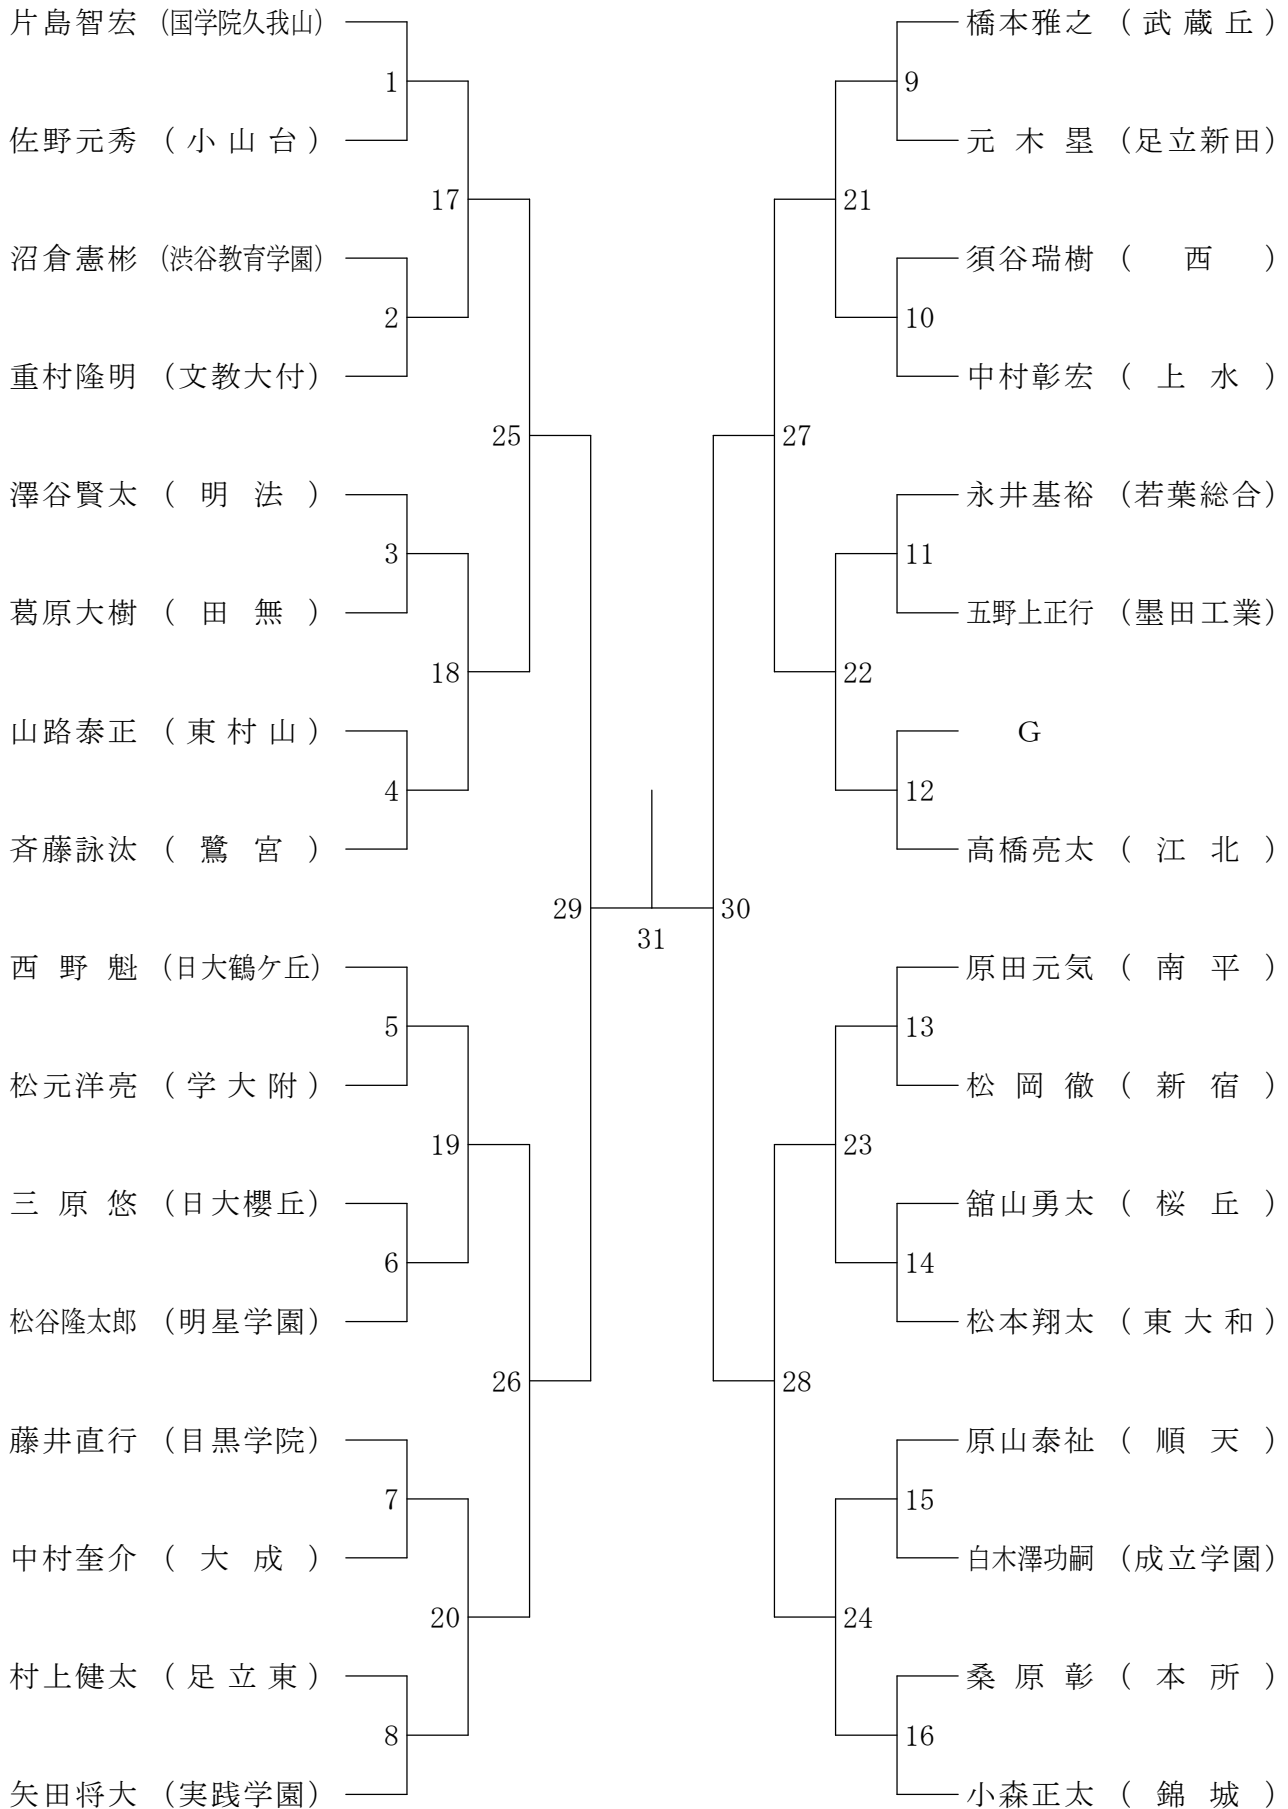 片島智宏 (国学院久我山)
1
佐野元秀 (小山台)
17
沼倉憲彬 (渋谷教育学園)
2
重村隆明 (文教大付)
25
澤谷賢太 (明法)
3
葛原大樹 (田無)
18
山路泰正 (東村山)
4
斉藤詠汰 (鷺宮)
29
西野魁 (日大鶴ケ丘)
5
松元洋亮 (学大附)
19
三原悠 (日大櫻丘)
6
松谷隆太郎 (明星学園)
26
藤井直行 (目黒学院)
7
中村奎介 (大成)
20
村上健太 (足立東)
8
矢田将大 (実践学園)
31
橋本雅之 (武蔵丘)
9
元木塁 (足立新田)
21
須谷瑞樹 (西)
10
中村彰宏 (上水)
27
永井基裕 (若葉総合)
11
五野上正行 (墨田工業)
22
G
12
高橋亮太 (江北)
30
原田元気 (南平)
13
松岡徹 (新宿)
23
舘山勇太 (桜丘)
14
松本翔太 (東大和)
28
原山泰祉 (順天)
15
白木澤功嗣 (成立学園)
24
桑原彰 (本所)
16
小森正太 (錦城)